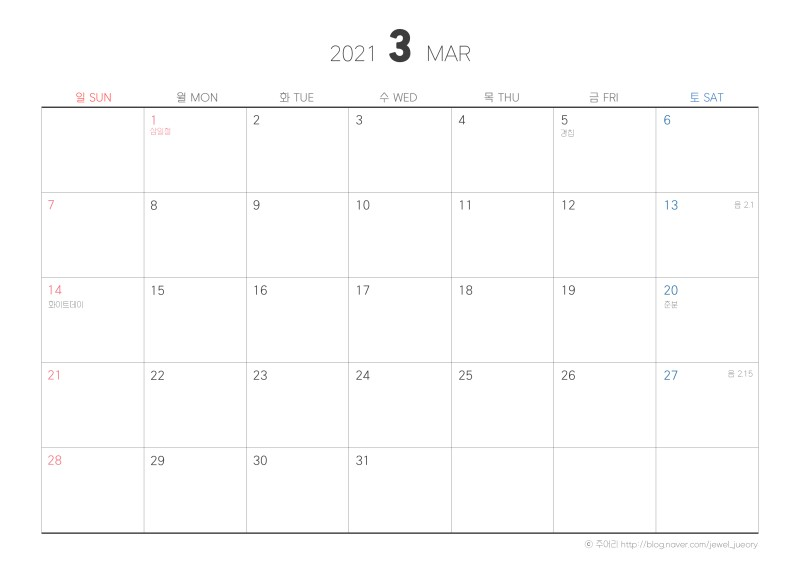 2021 3 MAR
일 SUN 월 MON 화 TUE 수 WED 목 THU 금 FRI 토 SAT
1 2 3 4 5 6
삼일절 경칩
7 8 9 10 11 12 13 음 2.1
14 15 16 17 18 19 20
화이트데이 춘분
21 22 23 24 25 26 27 음 2.15
28 29 30 31
ⓒ 주어리 http://blog.naver.com/jewel_jueory